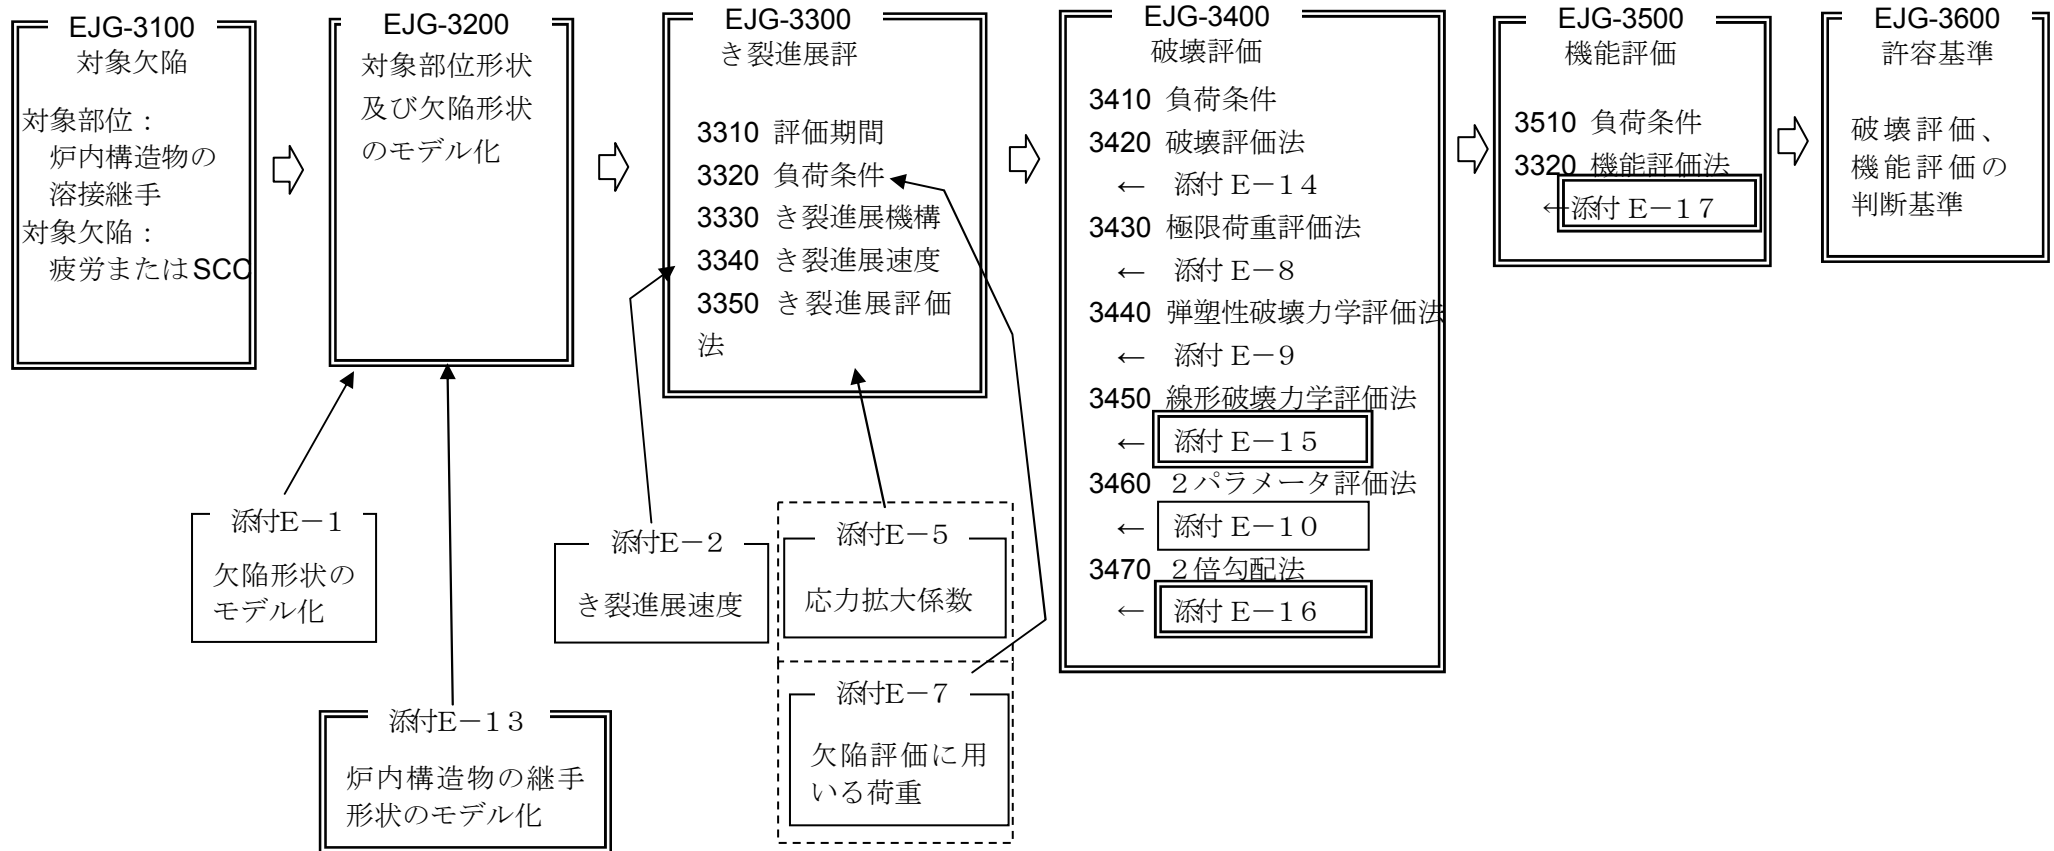 EJG-3100
対象欠陥
対象部位：
炉内構造物の
溶接継手
対象欠陥：
疲労またはSCC
EJG-3200
対象部位形状
及び欠陥形状
のモデル化
EJG-3300
き裂進展評
3310 評価期間
3320 負荷条件
3330 き裂進展機構
3340 き裂進展速度
3350 き裂進展評価
法
EJG-3400
破壊評価
3410 負荷条件
3420 破壊評価法
← 添付 E－14
3430 極限荷重評価法
← 添付 E－8
3440 弾塑性破壊力学評価法
← 添付 E－9
3450 線形破壊力学評価法
← 添付 E－15
3460 ２パラメータ評価法
← 添付 E－10
3470 ２倍勾配法
← 添付 E－16
EJG-3500
機能評価
3510 負荷条件
3320 機能評価法
←添付 E－17
EJG-3600
許容基準
破壊評価、
機能評価の
判断基準
添付E－1
欠陥形状の
モデル化
添付E－2
き裂進展速度
添付E－5
応力拡大係数
添付E－7
欠陥評価に用
いる荷重
添付E－13
炉内構造物の継手
形状のモデル化